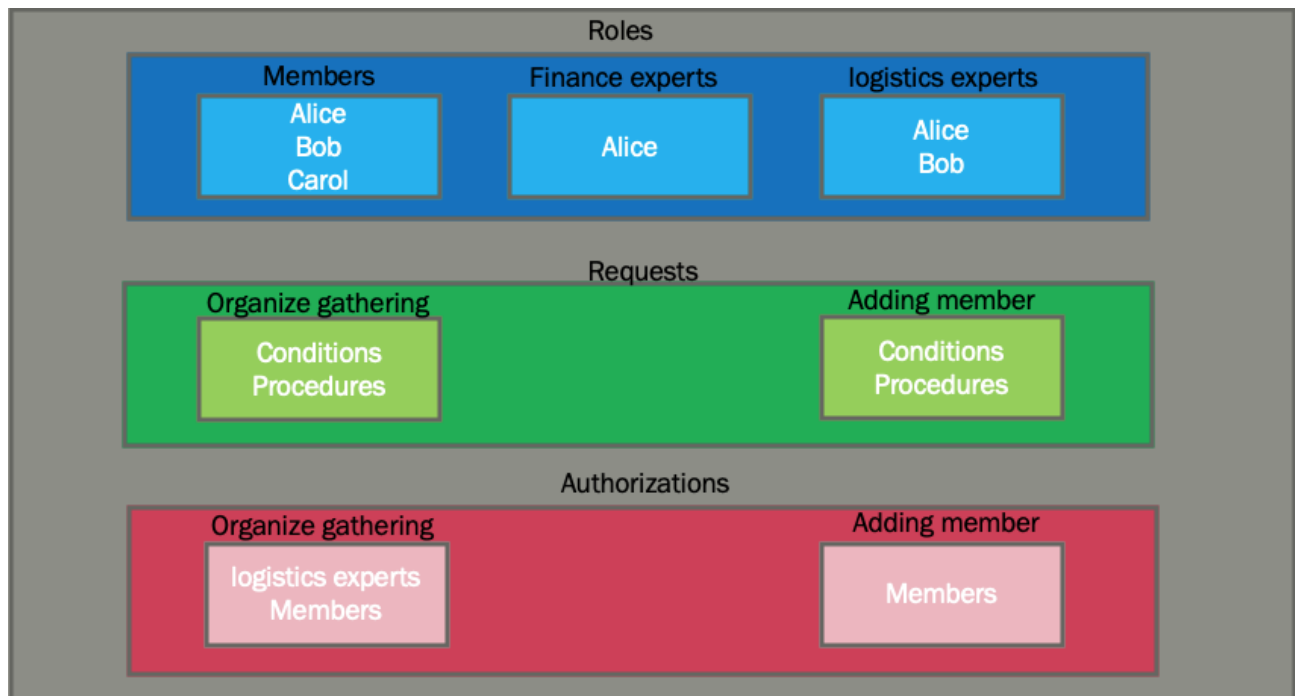 Roles
Members
Finance experts
logistics experts
Alice
Bob
Carol
Alice
Alice
Bob
Requests
Organize gathering
Adding member
Conditions
Procedures
Conditions
Procedures
Authorizations
Organize gathering
Adding member
logistics experts
Members
Members